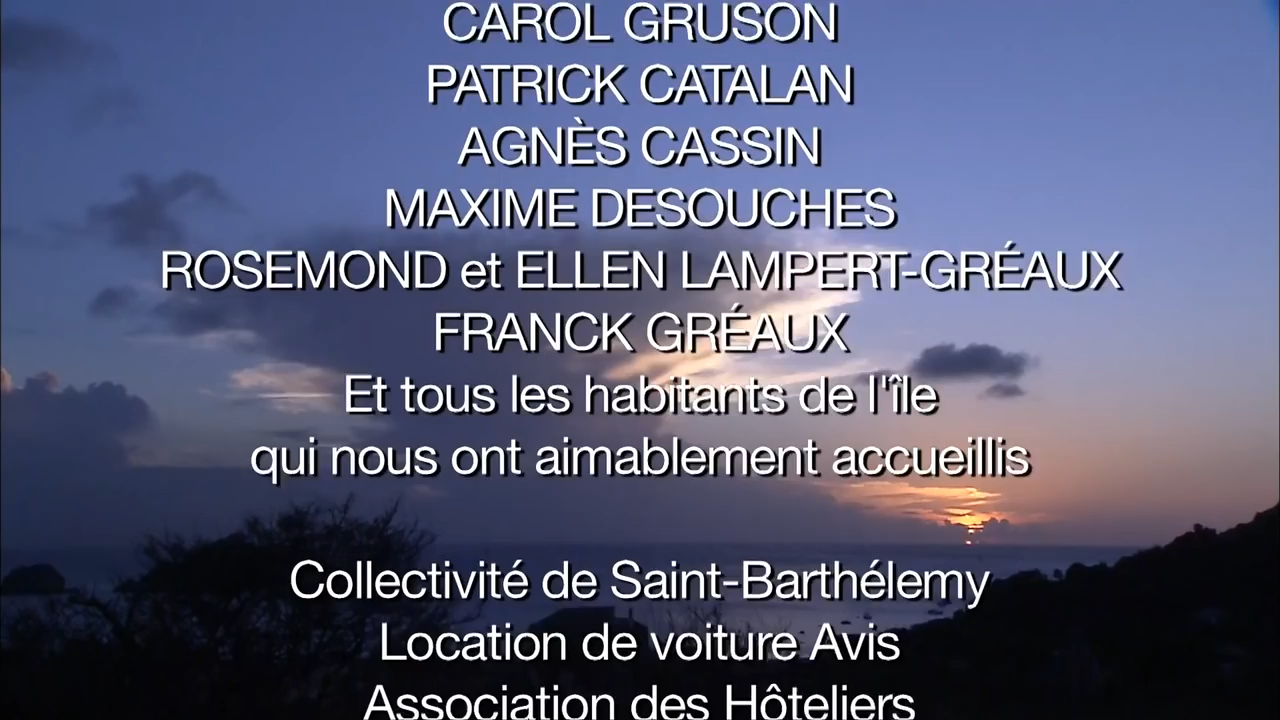 CAROL GRUSON
PATRICK CATALAN
AGNÈS CASSIN
MAXIME DESOUCHES
ROSEMOND et ELLEN LAMPERT-GRÉAUX
FRANCK GRÉAUX
Et tous les habitants de l'île
qui nous ont aimablement accueillis
Collectivité de Saint-Barthélemy
Location de voiture Avis
Association des Hôteliers